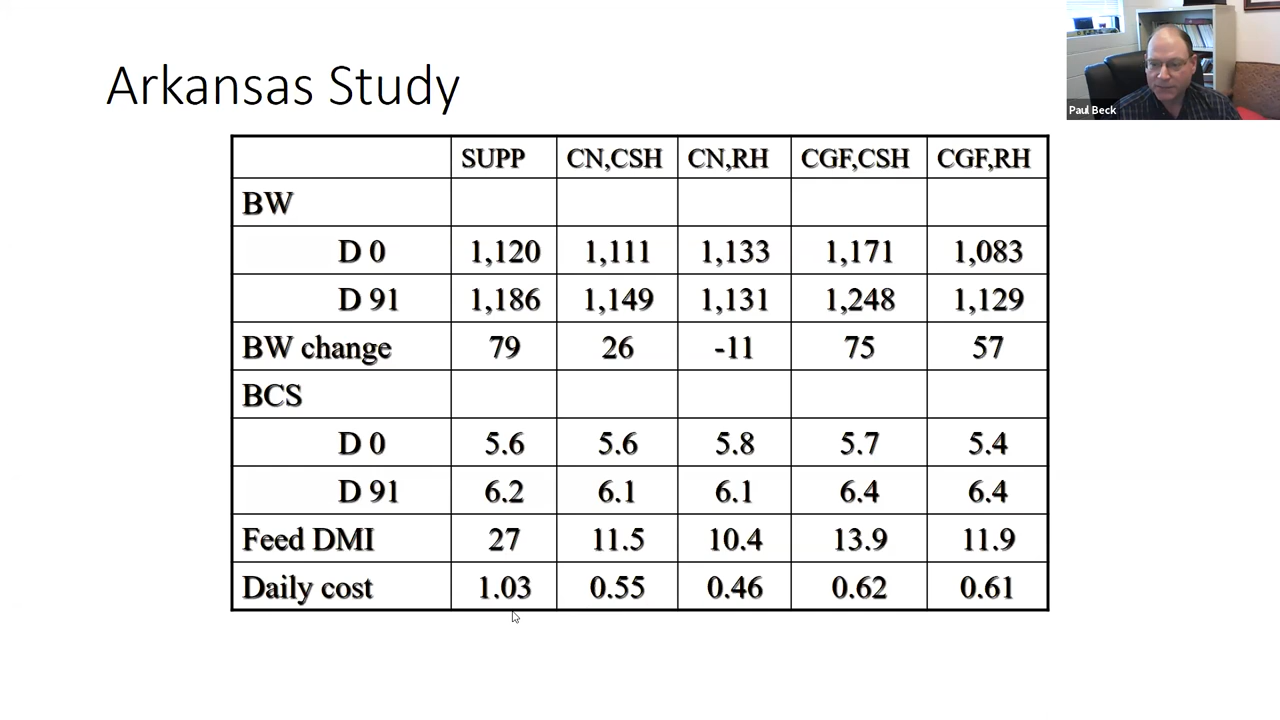 Paul Beck
Arkansas Study
SUPP CN,CSH CN,RH CGF,CSH CGF,RH
BW
D 0 1,120 1,111 1,133 1,171 1,083
D 91 1,186 1,149 1,131 1,248 1,129
BW change 79 26 -11 75 57
BCS
D 0 5.6 5.6 5.8 5.7 5.4
D 91 6.2 6.1 6.1 6.4 6.4
Feed DMI 27 11.5 10.4 13.9 11.9
Daily cost 1.03 0.55 0.46 0.62 0.61